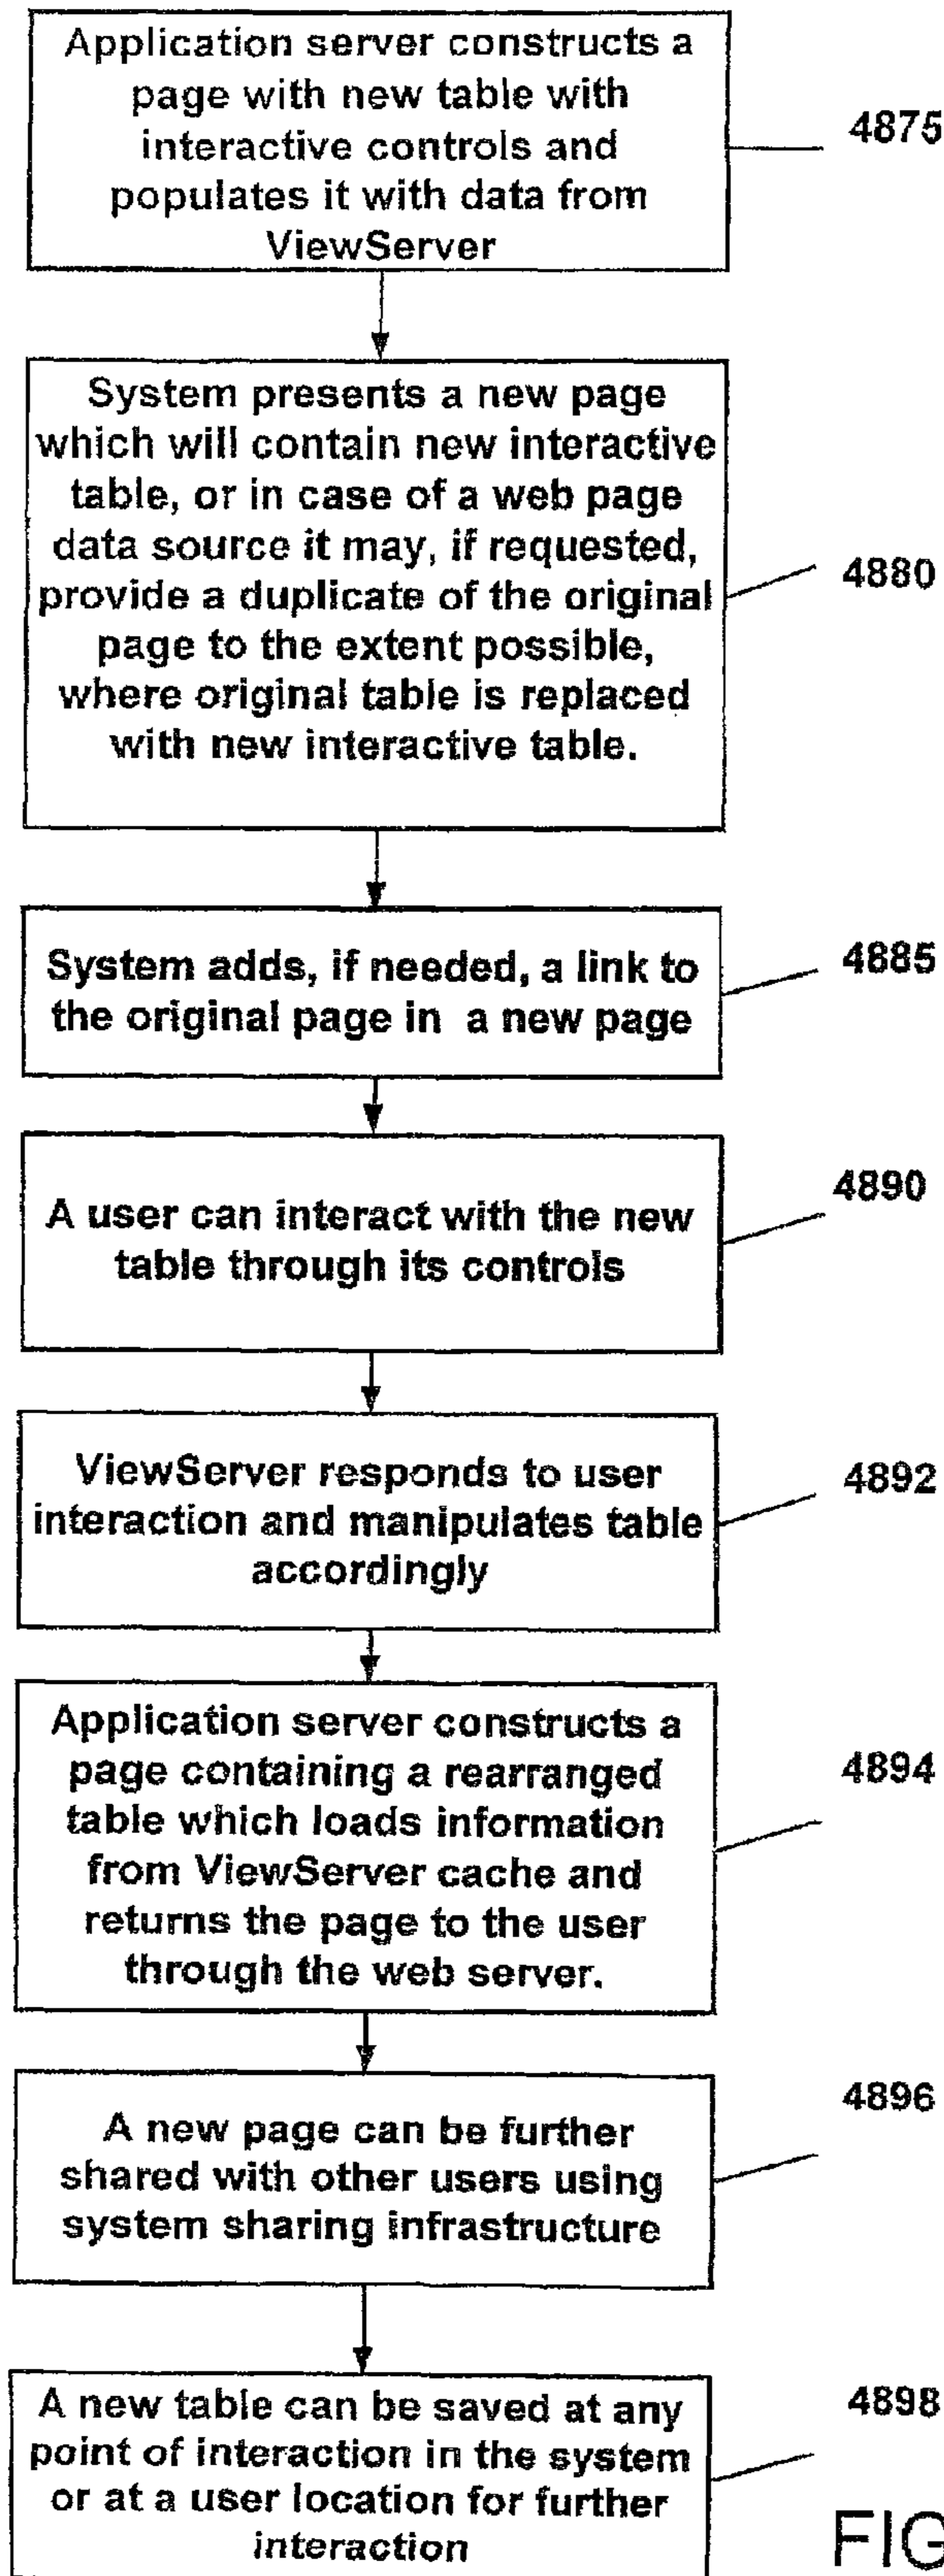 Application server constructs a
page with new table with
interactive controls and
populates it with data from
ViewServer
4875
System presents a new page
which will contain new interactive
table, or in case of a web page
data source it may, if requested,
provide a duplicate of the original
page to the extent possible,
where original table is replaced
with new interactive table.
4880
System adds, if needed, a link to
the original page in a new page
4885
A user can interact with the new
table through its controls
4890
ViewServer responds to user
interaction and manipulates table
accordingly
4892
Application server constructs a
page containing a rearranged
table which loads information
from ViewServer cache and
returns the page to the user
through the web server.
4894
A new page can be further
shared with other users using
system sharing infrastructure
4896
A new table can be saved at any
point of interaction in the system
or at a user location for further
interaction
4898
FIG